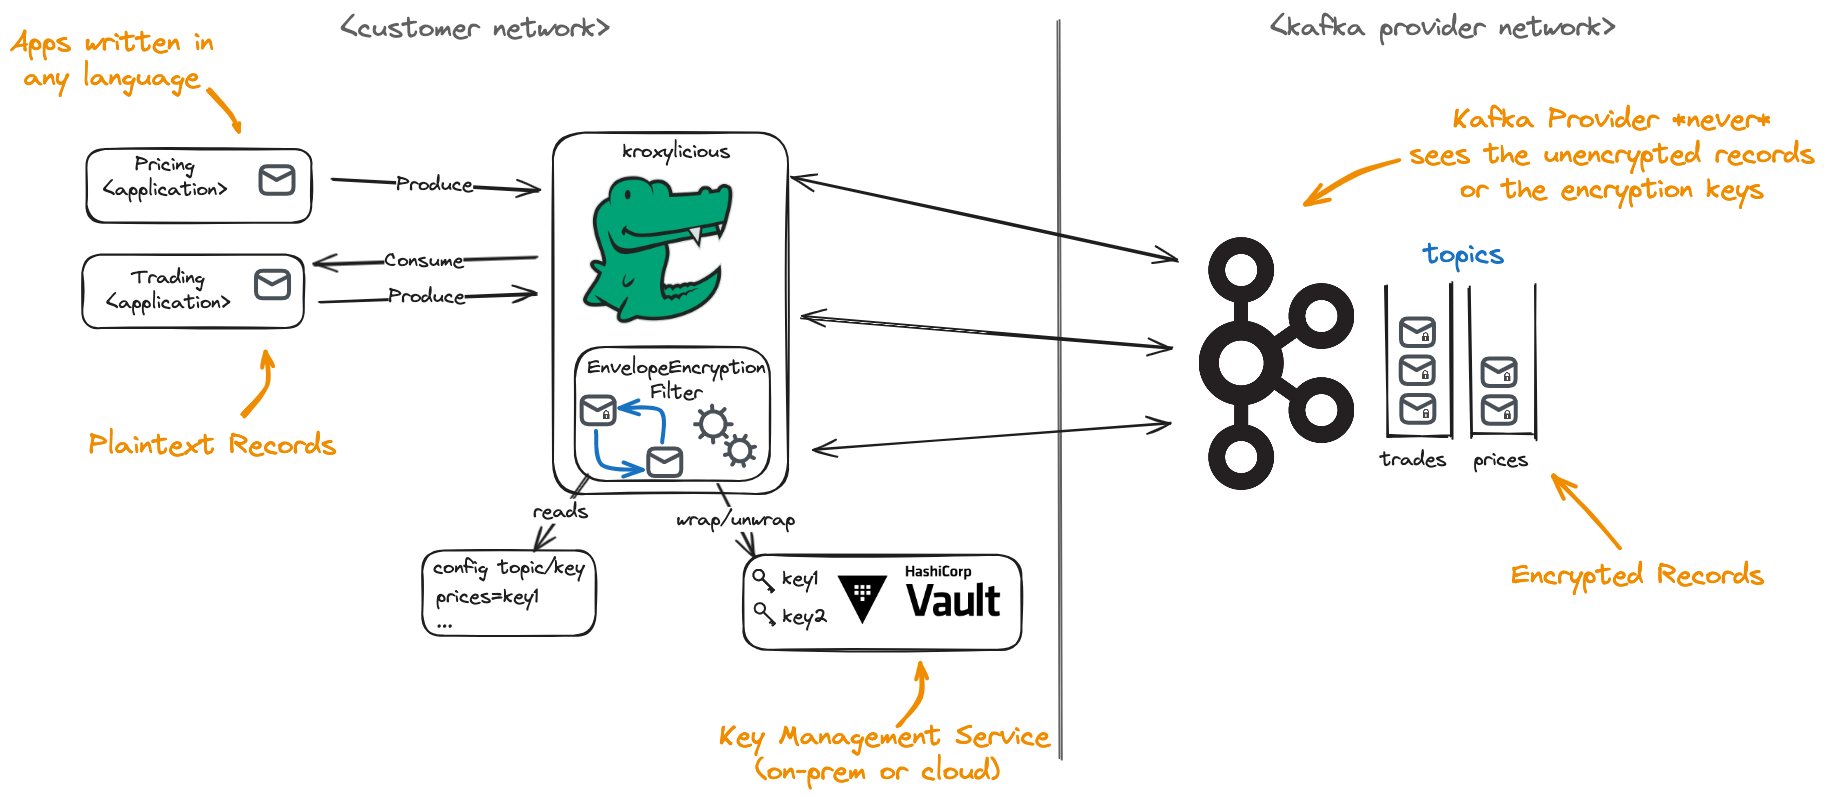 <customer network>
<kafka provider network>
Apps written in
any language
Kafka Provider *never*
sees the unencrypted records
or the encryption keys
kroxylicious
Pricing
<application>
Produce
Consume
Trading
<application>
Produce
topics
EnvelopeEncryption
Filter
Plaintext Records
trades
prices
reads
wrap/unwrap
config topic/key
prices=key1
...
key1
key2
HashiCorp
Vault
Encrypted Records
Key Management Service
(on-prem or cloud)